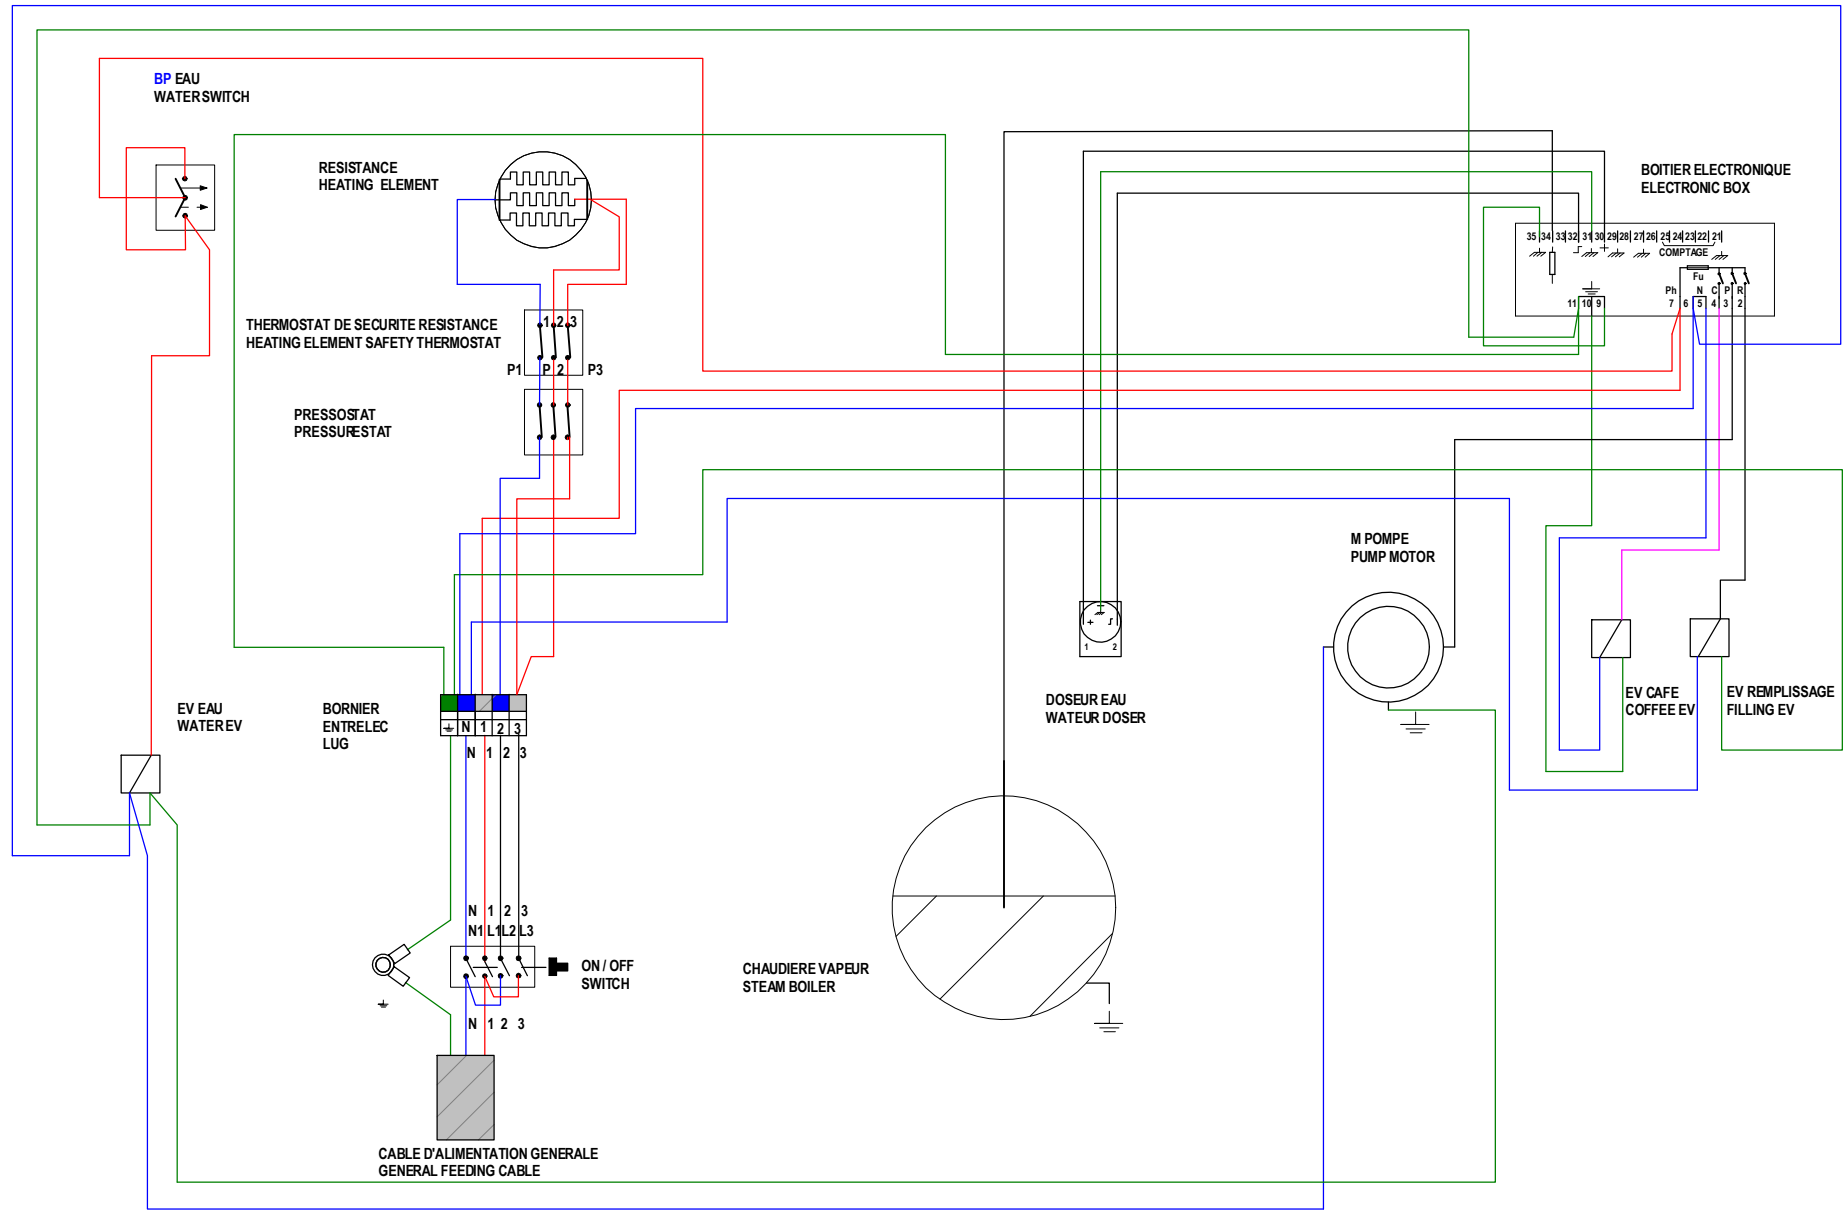 BP EAU
WATER SWITCH
RESISTANCE
HEATING ELEMENT
BOITIER ELECTRONIQUE
ELECTRONIC BOX
35 34 33 32 31 30 29 28 27 26 25 24 23 22 21
COMPTAGE
Fu
Ph N C P R
11 10 9 7 6 5 4 3 2
THERMOSTAT DE SECURITE RESISTANCE
HEATING ELEMENT SAFETY THERMOSTAT
1 2 3
P1 P 2 P3
PRESSOSTAT
PRESSURESTAT
M POMPE
PUMP MOTOR
+
1 2
DOSEUR EAU
WATEUR DOSER
EV CAFE
COFFEE EV
EV REMPLISSAGE
FILLING EV
EV EAU
WATER EV
BORNIER
ENTRELEC
LUG
N 1 2 3
N 1 2 3
N 1 2 3
N1 L1 L2 L3
ON / OFF
SWITCH
N 1 2 3
CHAUDIERE VAPEUR
STEAM BOILER
CABLE D'ALIMENTATION GENERALE
GENERAL FEEDING CABLE